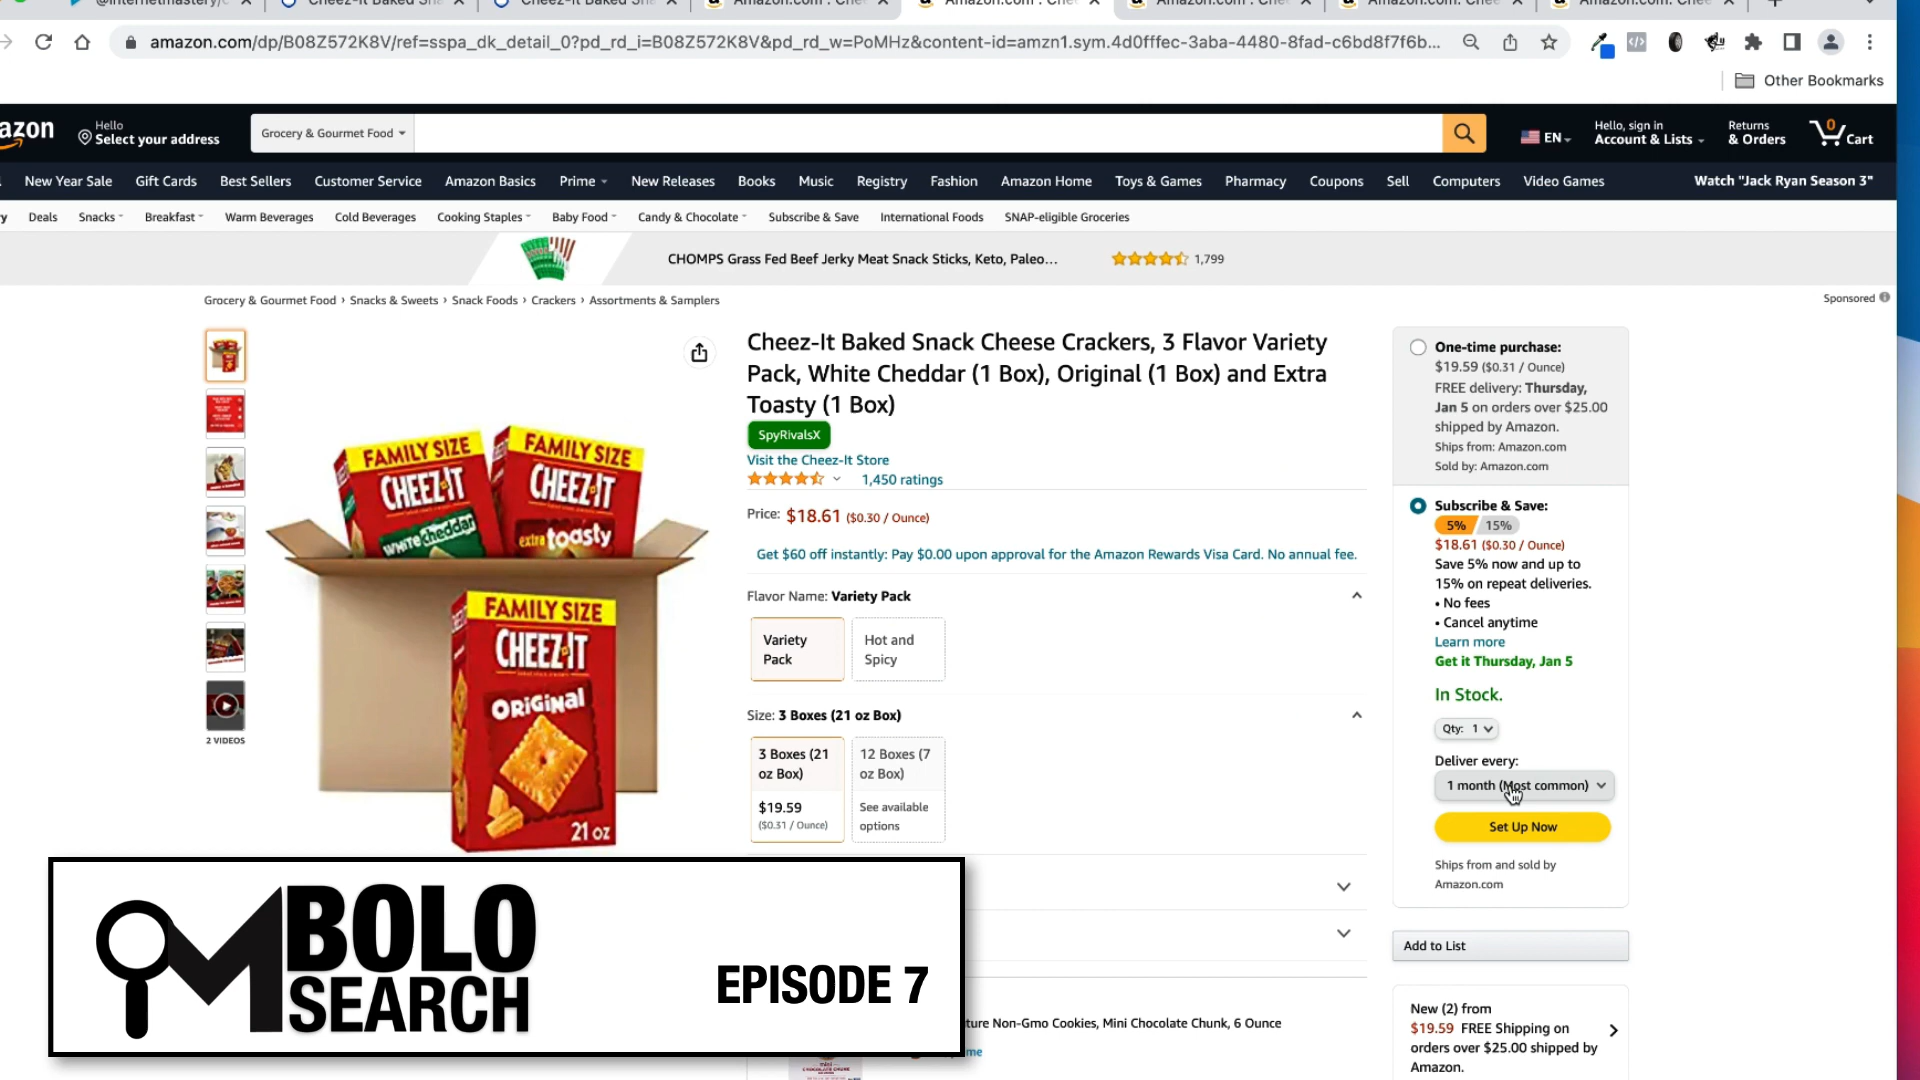 amazon.com/dp/B08Z572K8V/ref=sspa_dk_detail_0?pd_rd_i=B08Z572K8V&pd_rd_w=PoMHz&content-id=amzn1.sym.4d0fffec-3aba-4480-8fad-c6bd8f7f6b...
Other Bookmarks
azon
Hello
Select your address
Grocery & Gourmet Food
EN
Hello, sign in
Account & Lists
Returns
& Orders
0
Cart
New Year Sale
Gift Cards
Best Sellers
Customer Service
Amazon Basics
Prime
New Releases
Books
Music
Registry
Fashion
Amazon Home
Toys & Games
Pharmacy
Coupons
Sell
Computers
Video Games
Watch "Jack Ryan Season 3"
Deals
Snacks
Breakfast
Warm Beverages
Cold Beverages
Cooking Staples
Baby Food
Candy & Chocolate
Subscribe & Save
International Foods
SNAP-eligible Groceries
CHOMPS Grass Fed Beef Jerky Meat Snack Sticks, Keto, Paleo...
1,799
Grocery & Gourmet Food › Snacks & Sweets › Snack Foods › Crackers › Assortments & Samplers
Sponsored
Cheez-It Baked Snack Cheese Crackers, 3 Flavor Variety
Pack, White Cheddar (1 Box), Original (1 Box) and Extra
Toasty (1 Box)
SpyRivalsX
Visit the Cheez-It Store
1,450 ratings
Price: $18.61 ($0.30 / Ounce)
Get $60 off instantly: Pay $0.00 upon approval for the Amazon Rewards Visa Card. No annual fee.
Flavor Name: Variety Pack
Variety
Pack
Hot and
Spicy
Size: 3 Boxes (21 oz Box)
3 Boxes (21
oz Box)
$19.59
($0.31 / Ounce)
12 Boxes (7
oz Box)
See available
options
FAMILY SIZE
CHEEZ-IT
WHITE cheddar
FAMILY SIZE
CHEEZ-IT
extra toasty
FAMILY SIZE
CHEEZ-IT
ORIGINAL
21 oz
2 VIDEOS
One-time purchase:
$19.59 ($0.31 / Ounce)
FREE delivery: Thursday,
Jan 5 on orders over $25.00
shipped by Amazon.
Ships from: Amazon.com
Sold by: Amazon.com
Subscribe & Save:
5% 15%
$18.61 ($0.30 / Ounce)
Save 5% now and up to
15% on repeat deliveries.
• No fees
• Cancel anytime
Learn more
Get it Thursday, Jan 5
In Stock.
Qty: 1
Deliver every:
1 month (Most common)
Set Up Now
Ships from and sold by
Amazon.com
Add to List
New (2) from
$19.59 FREE Shipping on
orders over $25.00 shipped by
Amazon.
ture Non-Gmo Cookies, Mini Chocolate Chunk, 6 Ounce
BOLO
SEARCH
EPISODE 7